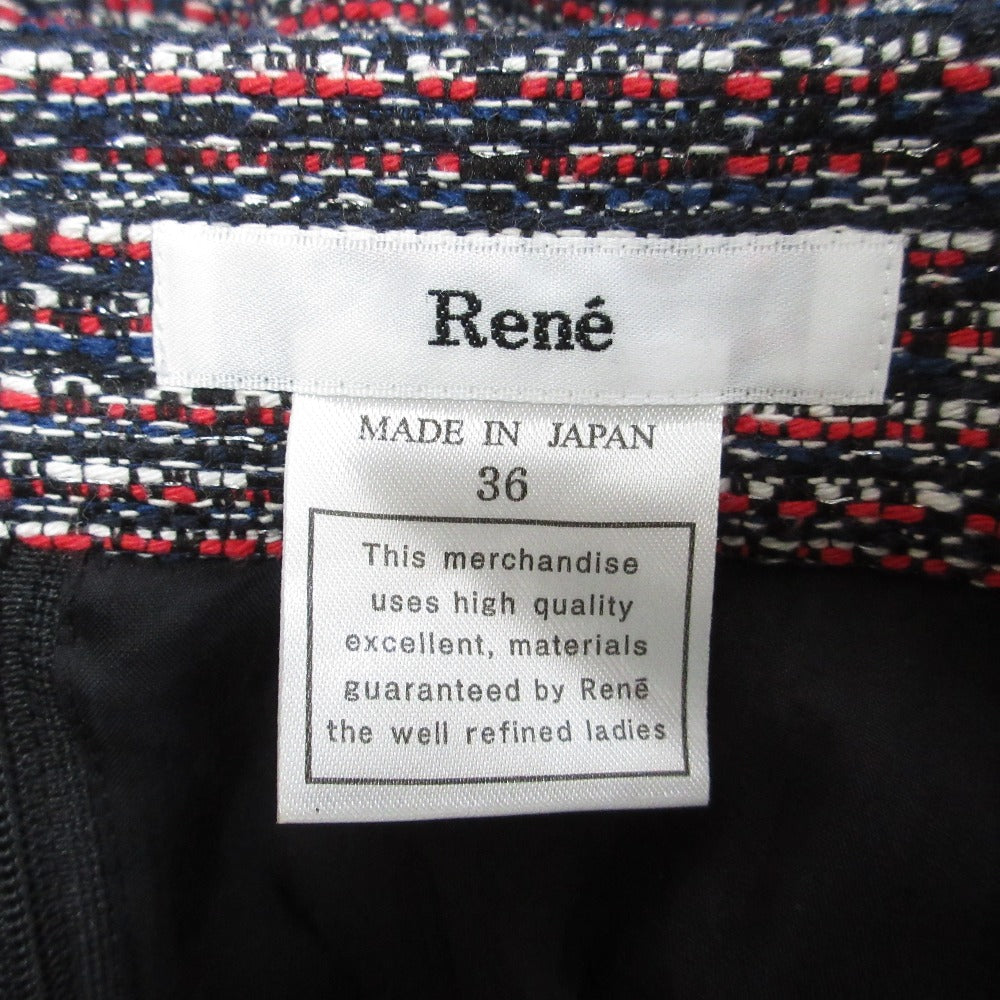 René
MADE IN JAPAN
36
This merchandise
uses high quality
excellent, materials
guaranteed by René
the well refined ladies